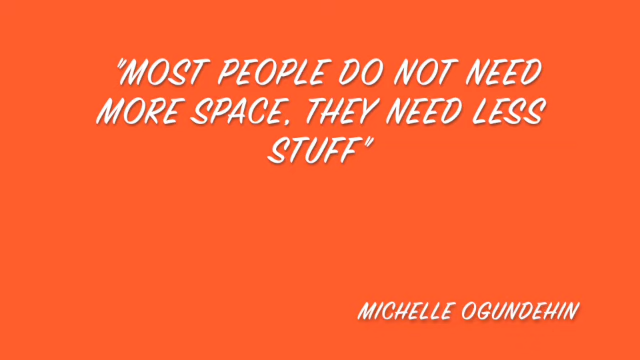 "MOST PEOPLE DO NOT NEED
MORE SPACE, THEY NEED LESS
STUFF"
MICHELLE OGUNDEHIN